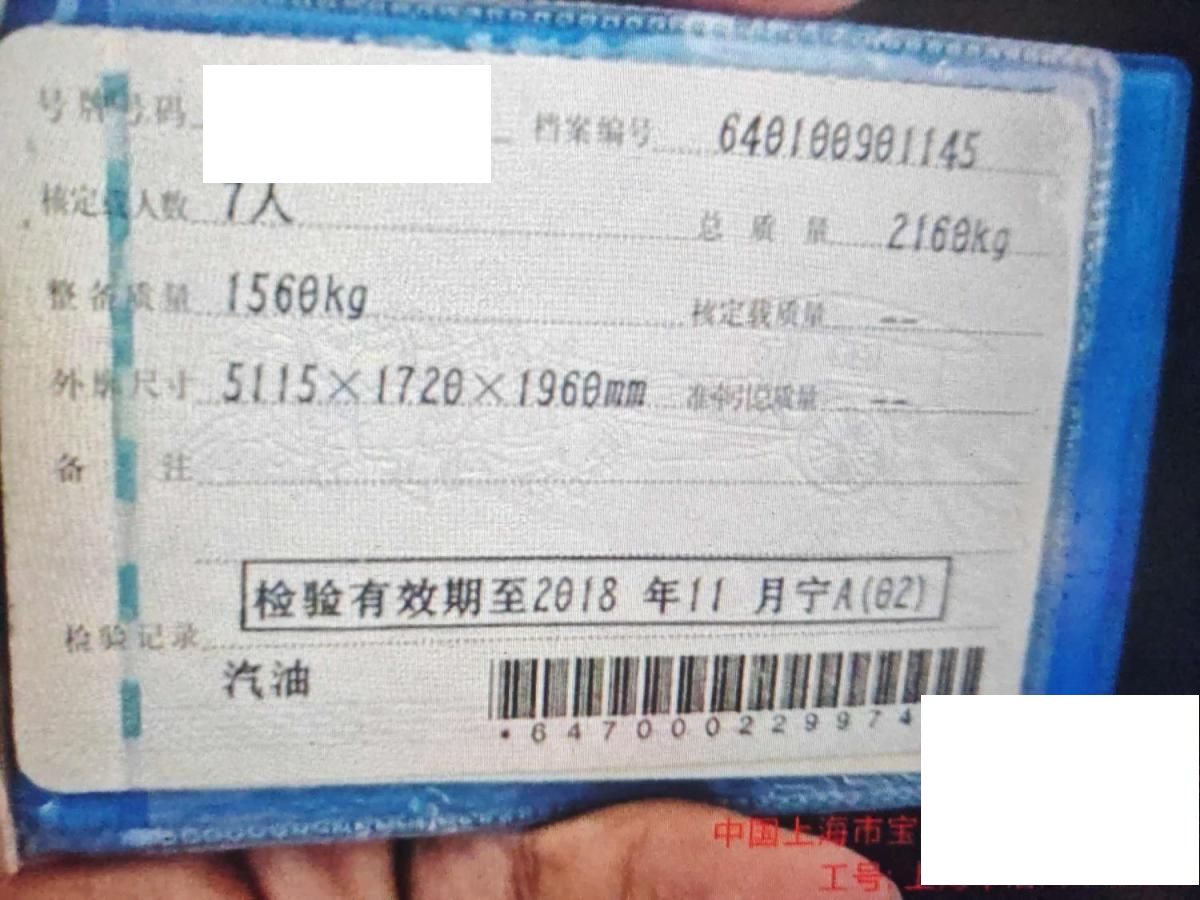 号牌号码 档案编号 640100901145
核定载人数 7人 总质量 2160kg
整备质量 1560kg 核定载质量 --
外廓尺寸 5115×1720×1960mm 准牵引总质量 --
备注
检验有效期至2018 年11 月宁A(02)
检验记录
汽油
*647000229974
中国上海市宝
工号